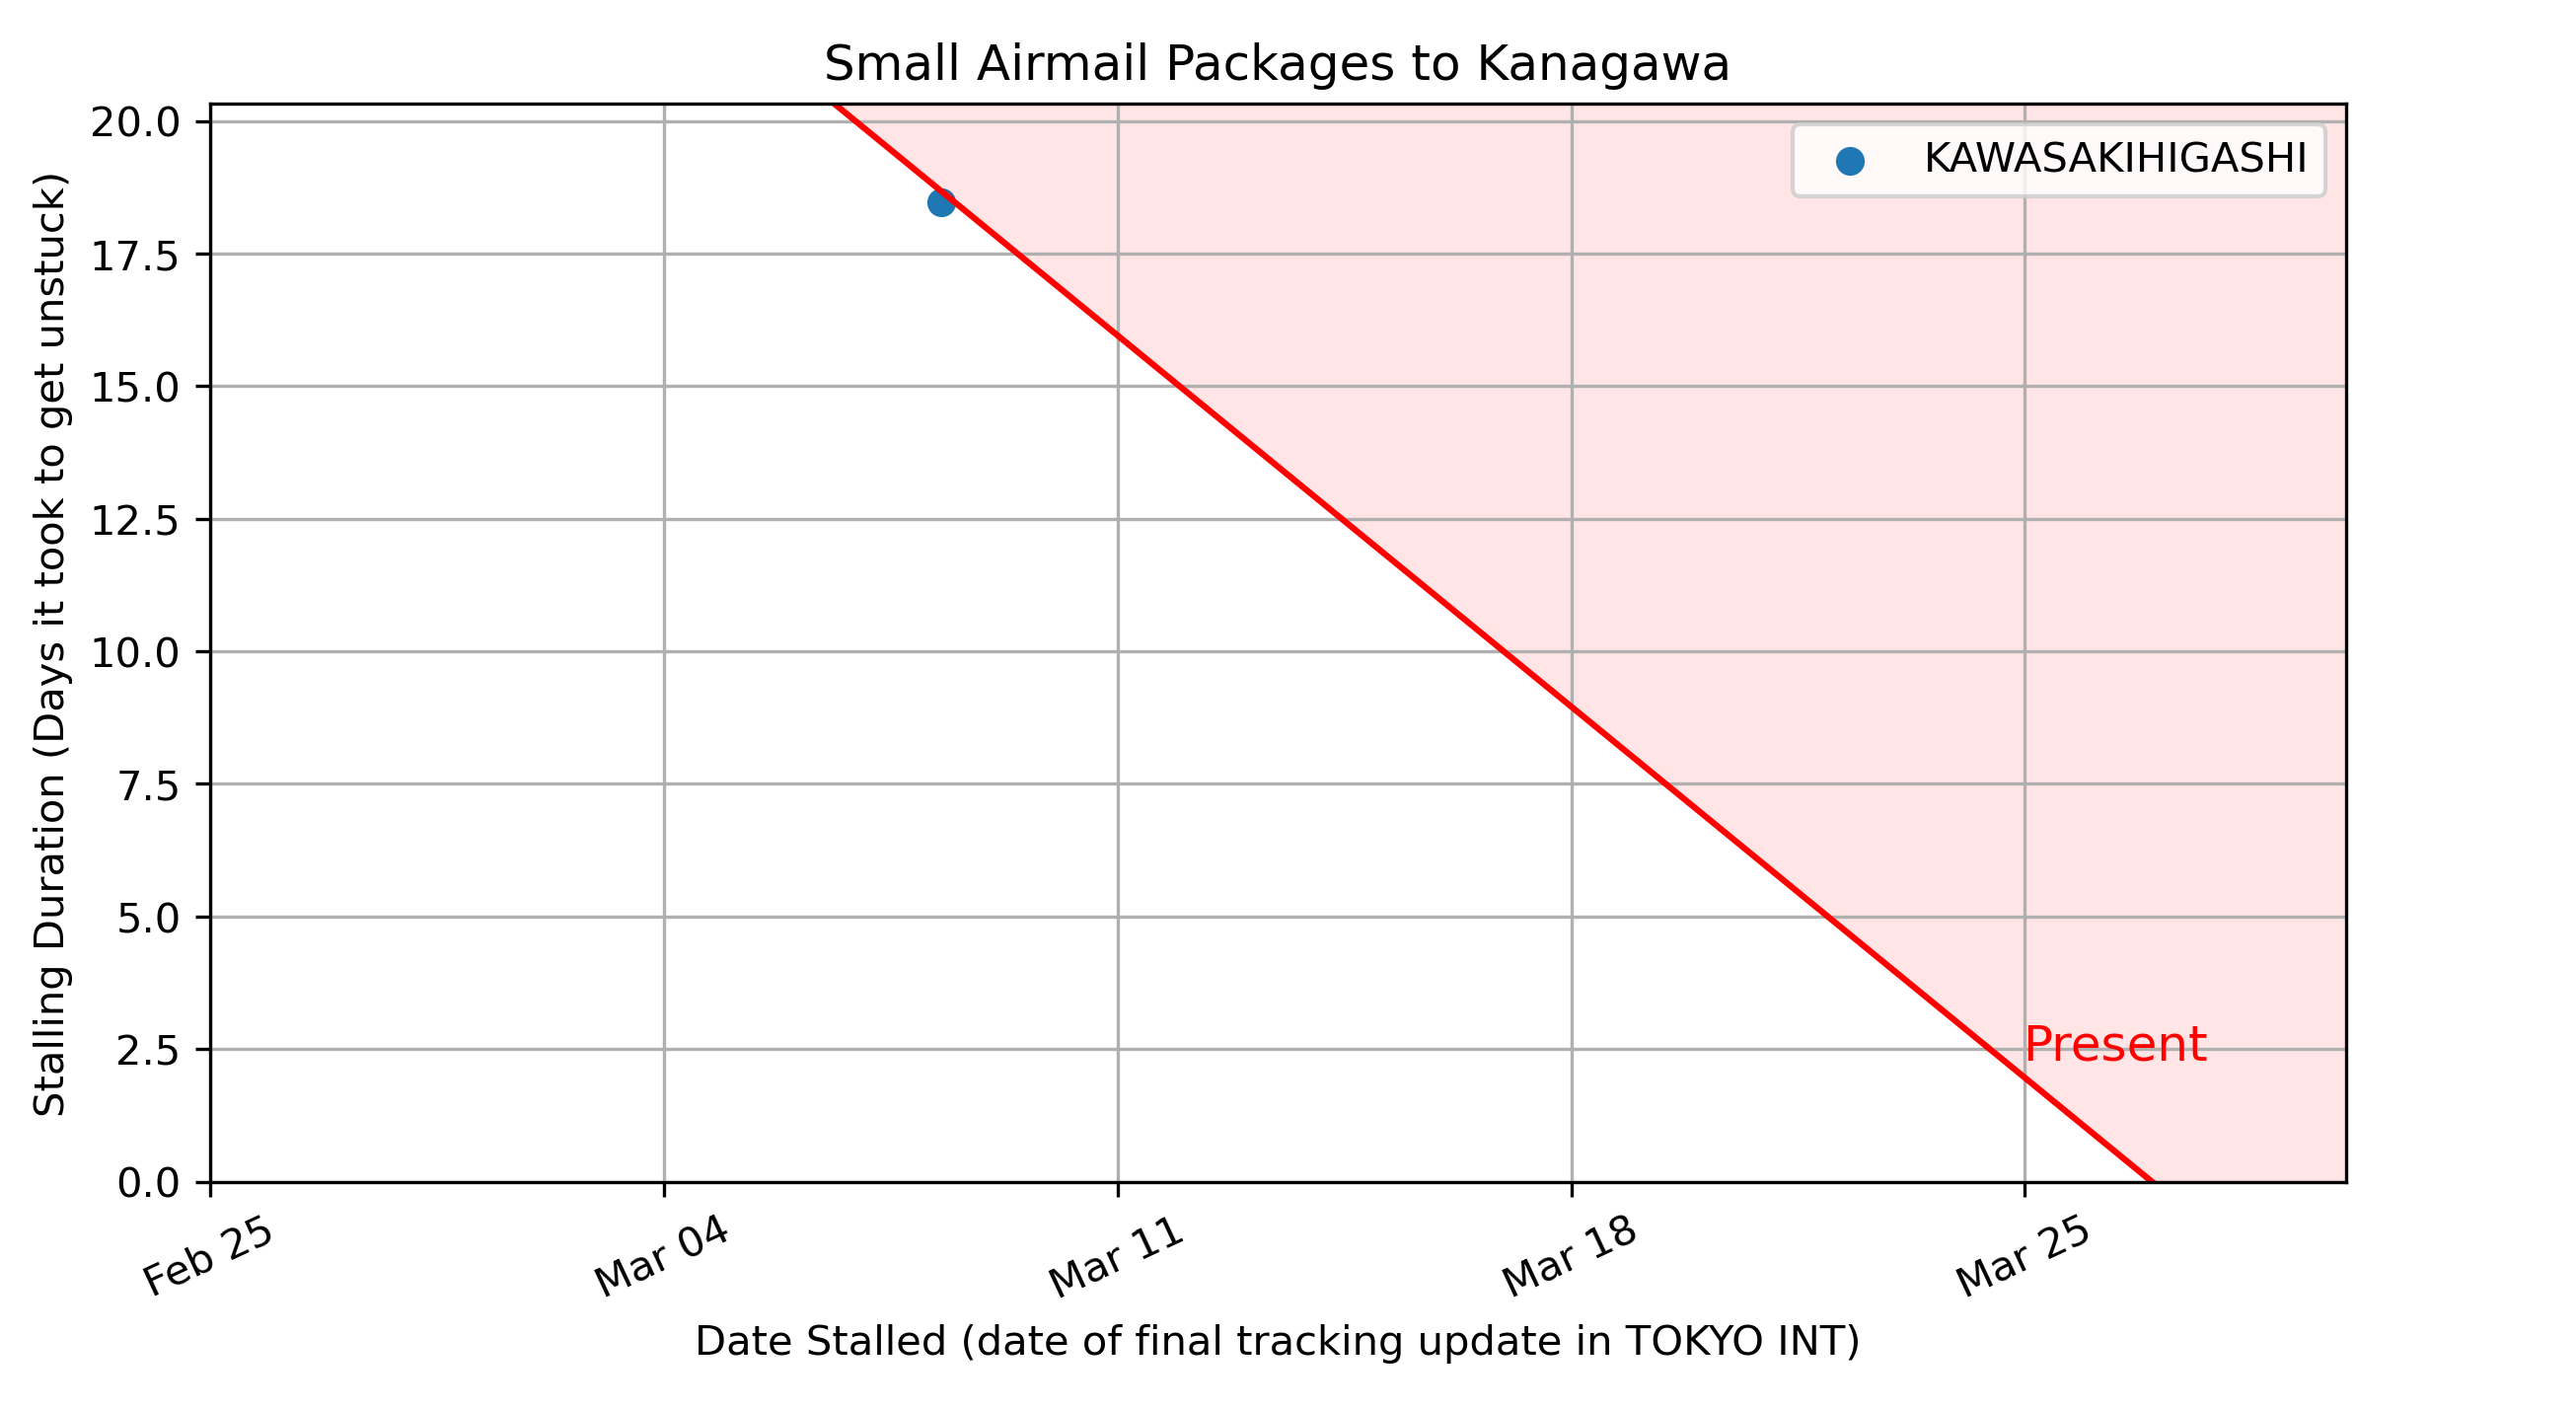 Small Airmail Packages to Kanagawa
KAWASAKIHIGASHI
Stalling Duration (Days it took to get unstuck)
20.0
17.5
15.0
12.5
10.0
7.5
5.0
2.5
0.0
Present
Feb 25
Mar 04
Mar 11
Mar 18
Mar 25
Date Stalled (date of final tracking update in TOKYO INT)